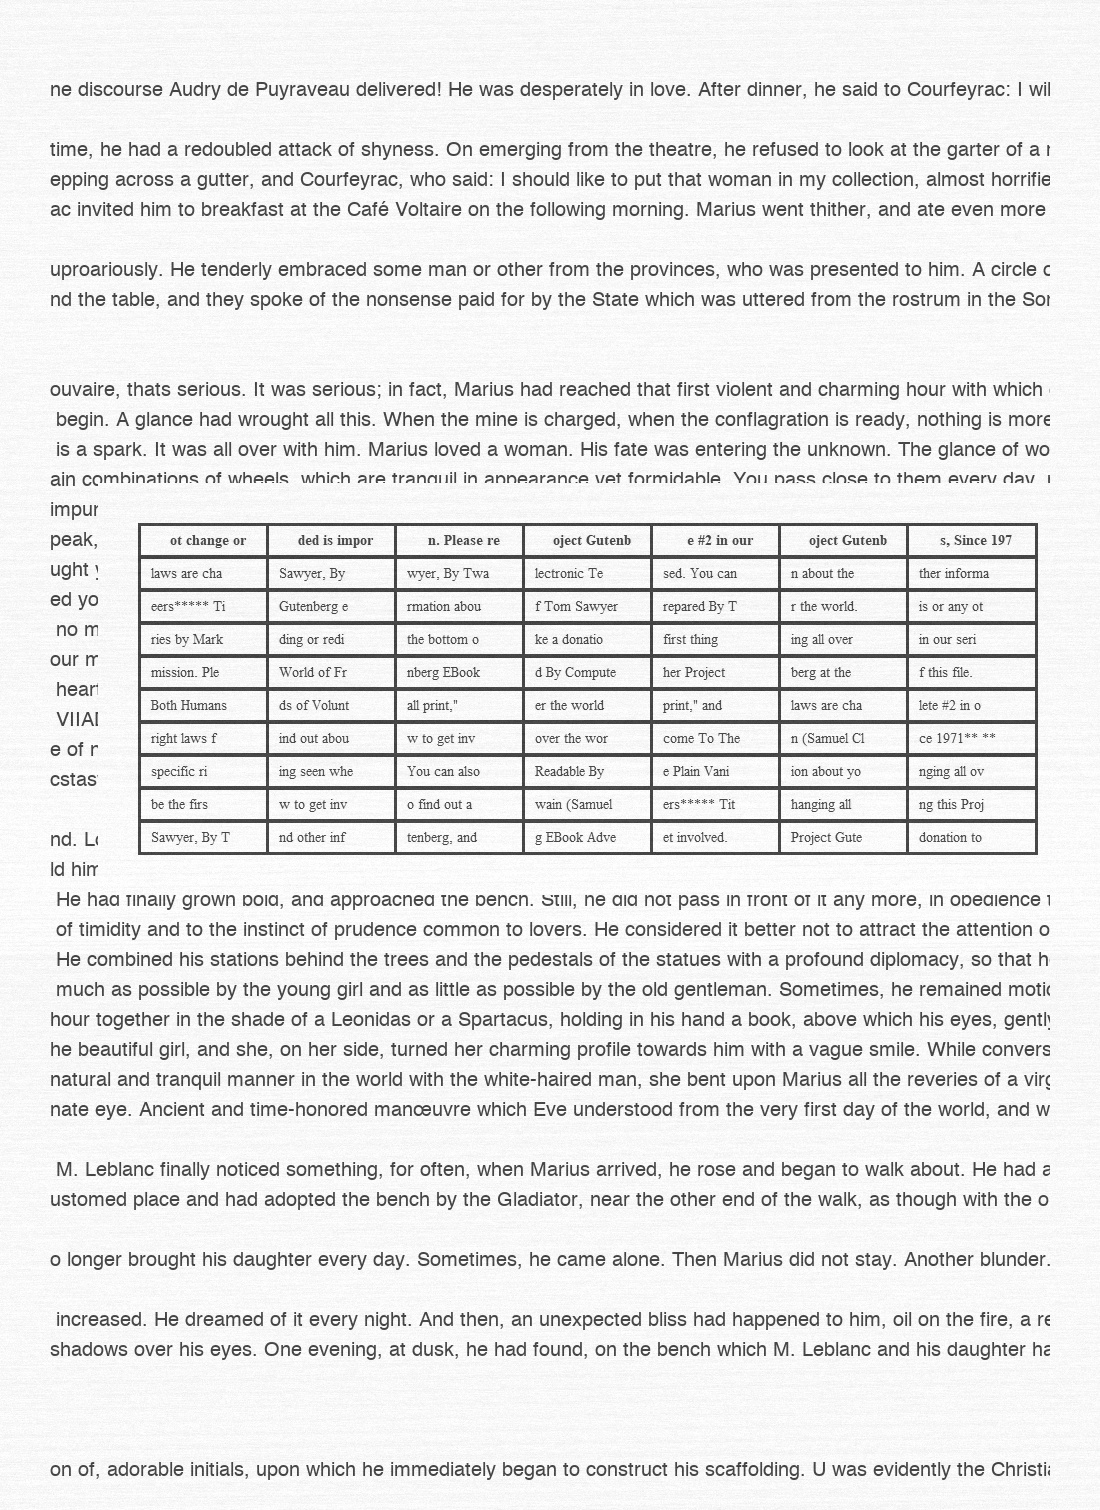 ne discourse Audry de Puyraveau delivered! He was desperately in love. After dinner, he said to Courfeyrac: I wil
time, he had a redoubled attack of shyness. On emerging from the theatre, he refused to look at the garter of a
epping across a gutter, and Courfeyrac, who said: I should like to put that woman in my collection, almost horrifie
ac invited him to breakfast at the Café Voltaire on the following morning. Marius went thither, and ate even more
uproariously. He tenderly embraced some man or other from the provinces, who was presented to him. A circle
nd the table, and they spoke of the nonsense paid for by the State which was uttered from the rostrum in the Sor
ouvaire, thats serious. It was serious; in fact, Marius had reached that first violent and charming hour with which
begin. A glance had wrought all this. When the mine is charged, when the conflagration is ready, nothing is more
is a spark. It was all over with him. Marius loved a woman. His fate was entering the unknown. The glance of wo
ain combinations of wheels, which are tranquil in appearance yet formidable. You pass close to them every day,
impur
peak,
ught
ed yo
no m
our m
heart
VIIAL
e of n
cstas
nd. Lo
ld him
ot change or ded is impor n. Please re oject Gutenb e #2 in our oject Gutenb s, Since 197
laws are cha Sawyer, By wyer, By Twa lectronic Te sed. You can n about the ther informa
eers***** Ti Gutenberg e rmation abou f Tom Sawyer repared By T r the world. is or any ot
ries by Mark ding or redi the bottom o ke a donatio first thing ing all over in our seri
mission. Ple World of Fr nberg EBook d By Compute her Project berg at the f this file.
Both Humans ds of Volunt all print," er the world print," and laws are cha lete #2 in o
right laws f ind out abou w to get inv over the wor come To The n (Samuel Cl ce 1971** **
specific ri ing seen whe You can also Readable By e Plain Vani ion about yo nging all ov
be the firs w to get inv o find out a wain (Samuel ers***** Tit hanging all ng this Proj
Sawyer, By T nd other inf tenberg, and g EBook Adve et involved. Project Gute donation to
He had finally grown bold, and approached the bench. Still, he did not pass in front of it any more, in obedience
of timidity and to the instinct of prudence common to lovers. He considered it better not to attract the attention o
He combined his stations behind the trees and the pedestals of the statues with a profound diplomacy, so that h
much as possible by the young girl and as little as possible by the old gentleman. Sometimes, he remained motio
hour together in the shade of a Leonidas or a Spartacus, holding in his hand a book, above which his eyes, gently
he beautiful girl, and she, on her side, turned her charming profile towards him with a vague smile. While convers
natural and tranquil manner in the world with the white-haired man, she bent upon Marius all the reveries of a virg
nate eye. Ancient and time-honored manœuvre which Eve understood from the very first day of the world, and w
M. Leblanc finally noticed something, for often, when Marius arrived, he rose and began to walk about. He had a
ustomed place and had adopted the bench by the Gladiator, near the other end of the walk, as though with the o
o longer brought his daughter every day. Sometimes, he came alone. Then Marius did not stay. Another blunder.
increased. He dreamed of it every night. And then, an unexpected bliss had happened to him, oil on the fire, a re
shadows over his eyes. One evening, at dusk, he had found, on the bench which M. Leblanc and his daughter ha
on of, adorable initials, upon which he immediately began to construct his scaffolding. U was evidently the Christi